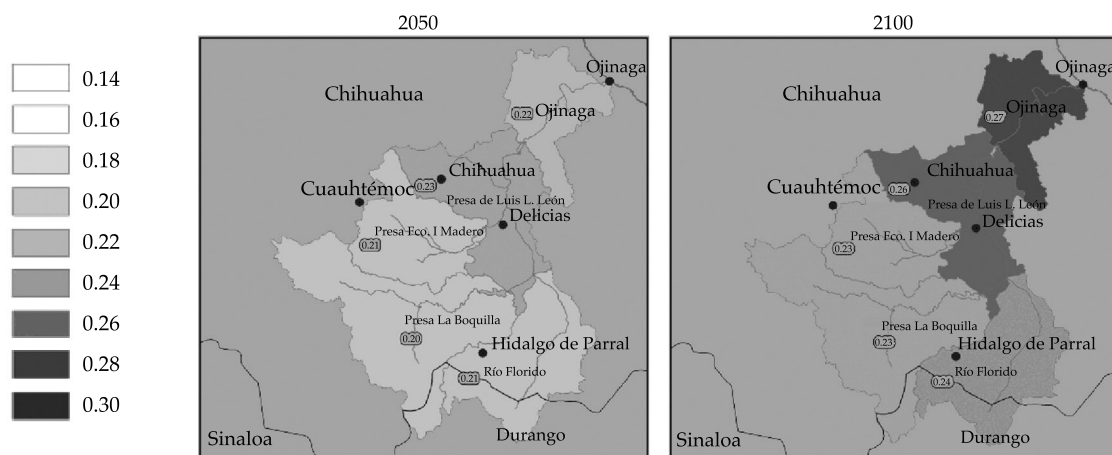 2050
2100
0.14
0.16
0.18
0.20
0.22
0.24
0.26
0.28
0.30
Ojinaga
Chihuahua
0.22
Ojinaga
Chihuahua
0.23
Cuauhtémoc
Presa de Luis L. León
Delicias
Presa Fco. I Madero
0.21
Presa La Boquilla
0.20
Hidalgo de Parral
Río Florido
0.21
Durango
Sinaloa
Ojinaga
Chihuahua
0.27
Ojinaga
Chihuahua
0.26
Cuauhtémoc
Presa de Luis L. León
Delicias
Presa Fco. I Madero
0.23
Presa La Boquilla
0.23
Hidalgo de Parral
Río Florido
0.24
Durango
Sinaloa